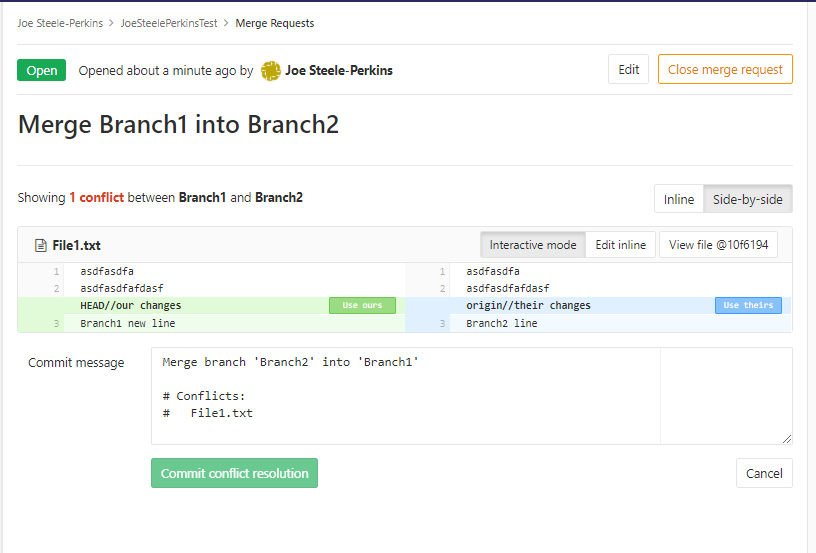 Joe Steele-Perkins > JoeSteelePerkinsTest > Merge Requests
Open Opened about a minute ago by Joe Steele-Perkins Edit Close merge request
Merge Branch1 into Branch2
Showing 1 conflict between Branch1 and Branch2 Inline Side-by-side
File1.txt Interactive mode Edit inline View file @10f6194
1 asdfasdfa 1 asdfasdfa
2 asdfasdfafdasf 2 asdfasdfafdasf
HEAD//our changes Use ours origin//their changes Use theirs
3 Branch1 new line 3 Branch2 line
Commit message Merge branch 'Branch2' into 'Branch1'
# Conflicts:
#   File1.txt
Commit conflict resolution Cancel